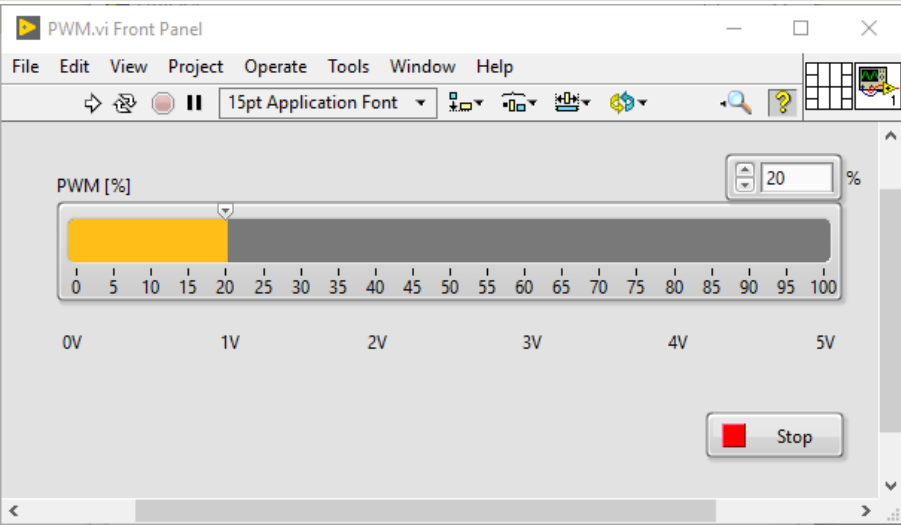 PWM.vi Front Panel
File Edit View Project Operate Tools Window Help
15pt Application Font
1
20 %
PWM [%]
0 5 10 15 20 25 30 35 40 45 50 55 60 65 70 75 80 85 90 95 100
0V 1V 2V 3V 4V 5V
Stop